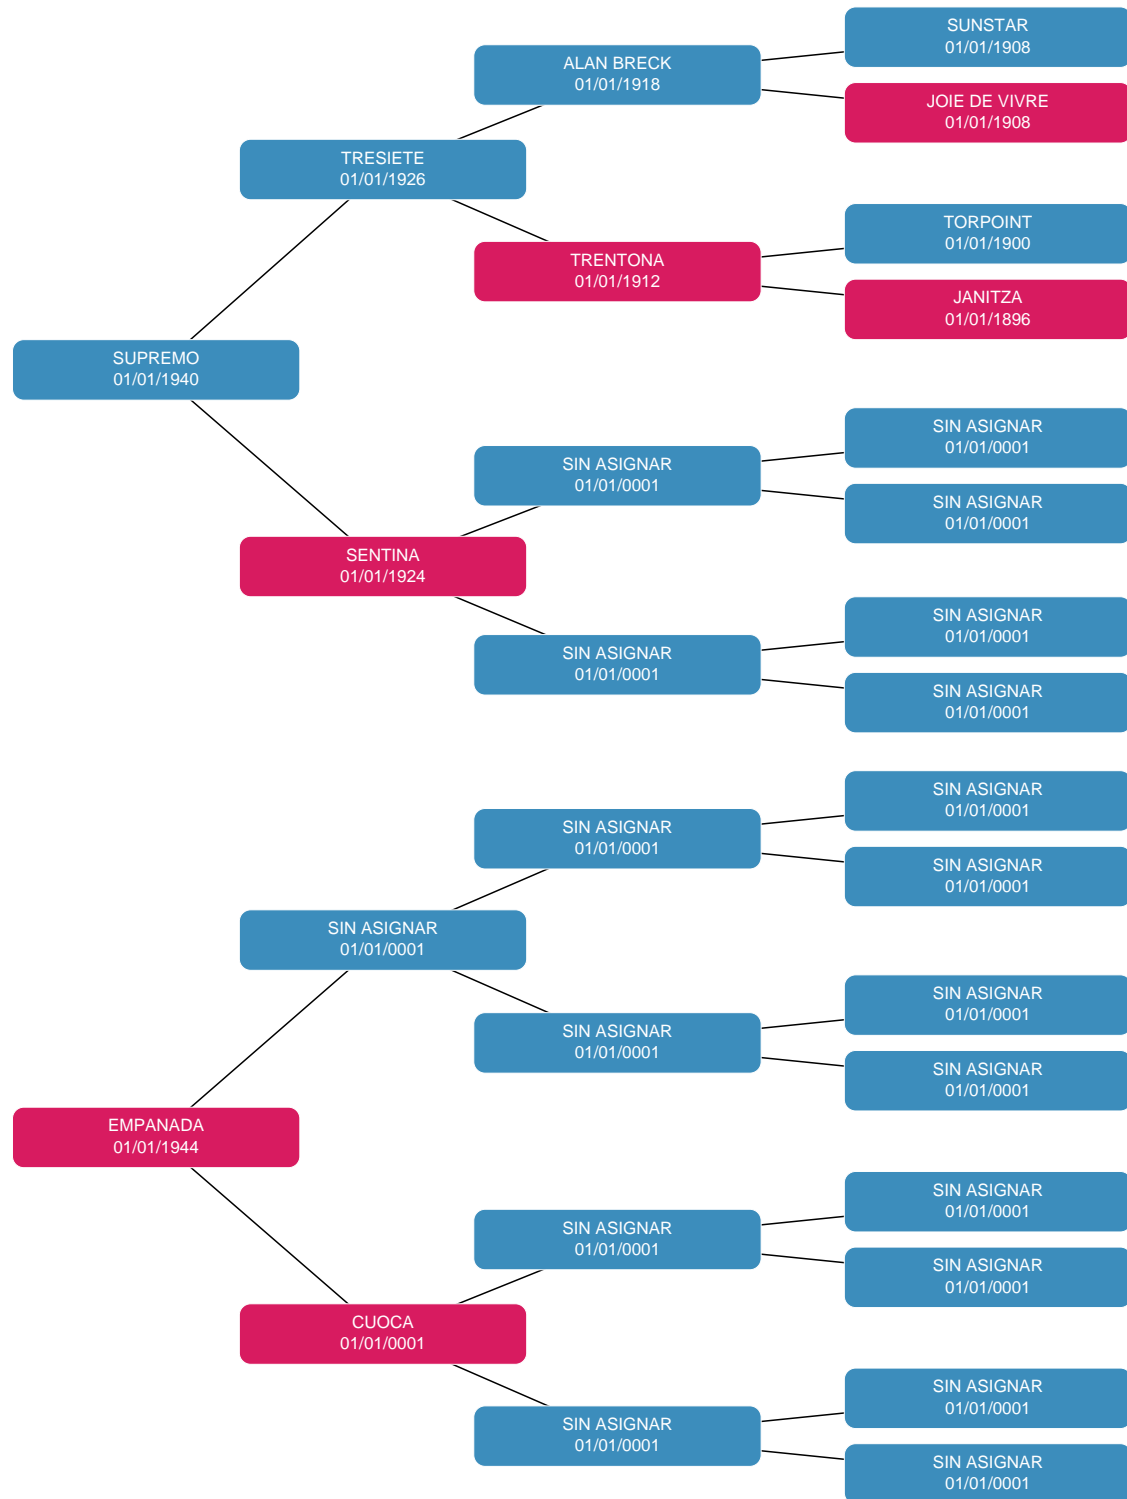 SUNSTAR
01/01/1908
ALAN BRECK
01/01/1918
JOIE DE VIVRE
01/01/1908
TRESIETE
01/01/1926
TORPOINT
01/01/1900
TRENTONA
01/01/1912
JANITZA
01/01/1896
SUPREMO
01/01/1940
SIN ASIGNAR
01/01/0001
SIN ASIGNAR
01/01/0001
SIN ASIGNAR
01/01/0001
SENTINA
01/01/1924
SIN ASIGNAR
01/01/0001
SIN ASIGNAR
01/01/0001
SIN ASIGNAR
01/01/0001
SIN ASIGNAR
01/01/0001
SIN ASIGNAR
01/01/0001
SIN ASIGNAR
01/01/0001
SIN ASIGNAR
01/01/0001
SIN ASIGNAR
01/01/0001
SIN ASIGNAR
01/01/0001
SIN ASIGNAR
01/01/0001
EMPANADA
01/01/1944
SIN ASIGNAR
01/01/0001
SIN ASIGNAR
01/01/0001
SIN ASIGNAR
01/01/0001
CUOCA
01/01/0001
SIN ASIGNAR
01/01/0001
SIN ASIGNAR
01/01/0001
SIN ASIGNAR
01/01/0001